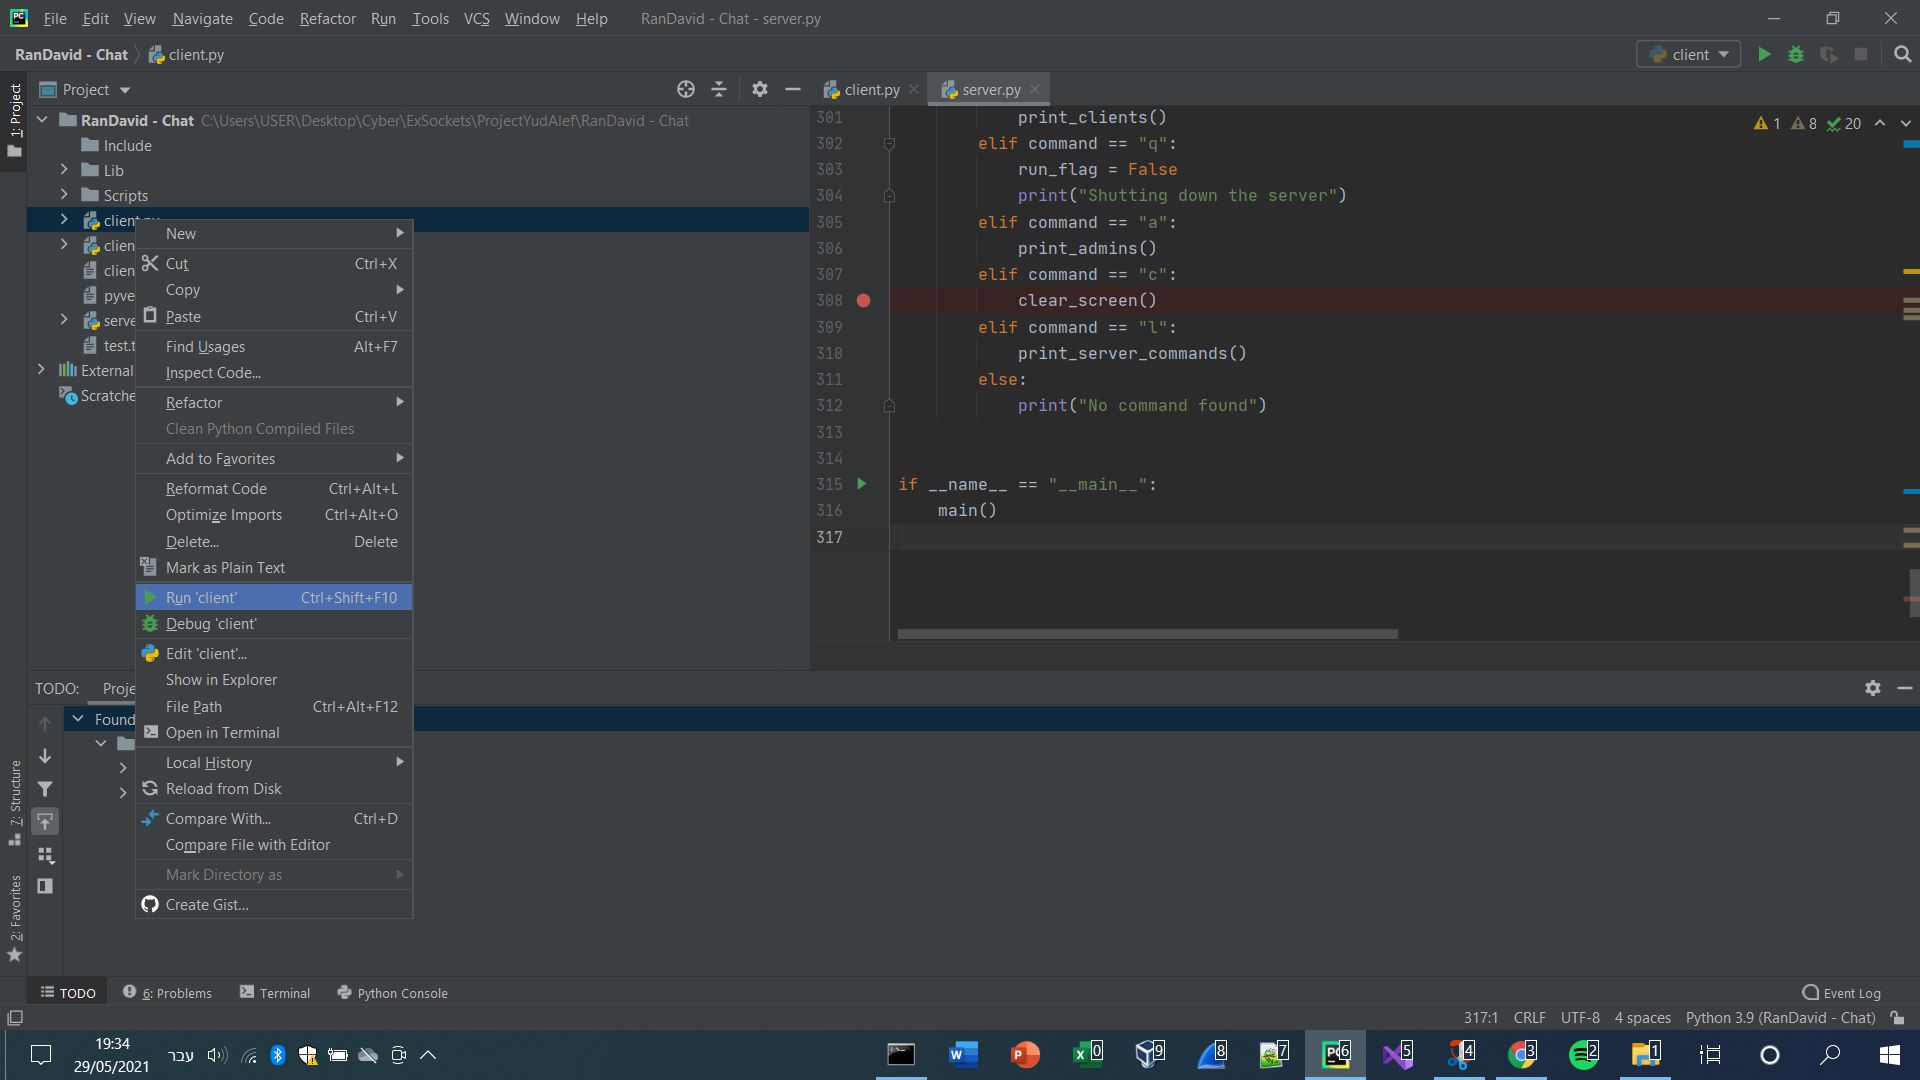 File Edit View Navigate Code Refactor Run Tools VCS Window Help RanDavid - Chat - server.py
RanDavid - Chat client.py
client
1: Project
Project
client.py
server.py
RanDavid - Chat C:\Users\USER\Desktop\Cyber\ExSockets\ProjectYudAlef\RanDavid - Chat
Include
Lib
Scripts
client.py
clien
clien
pyve
serve
test.t
External
Scratche
New
Cut Ctrl+X
Copy
Paste Ctrl+V
Find Usages Alt+F7
Inspect Code...
Refactor
Clean Python Compiled Files
Add to Favorites
Reformat Code Ctrl+Alt+L
Optimize Imports Ctrl+Alt+O
Delete... Delete
Mark as Plain Text
Run 'client' Ctrl+Shift+F10
Debug 'client'
Edit 'client'...
Show in Explorer
File Path Ctrl+Alt+F12
Open in Terminal
Local History
Reload from Disk
Compare With... Ctrl+D
Compare File with Editor
Mark Directory as
Create Gist...
1 8 20
301 print_clients()
302 elif command == "q":
303 run_flag = False
304 print("Shutting down the server")
305 elif command == "a":
306 print_admins()
307 elif command == "c":
308 clear_screen()
309 elif command == "l":
310 print_server_commands()
311 else:
312 print("No command found")
313
314
315 if __name__ == "__main__":
316 main()
317
TODO: Proje
Found
7: Structure
2: Favorites
TODO 6: Problems Terminal Python Console Event Log
317:1 CRLF UTF-8 4 spaces Python 3.9 (RanDavid - Chat)
19:34
29/05/2021
עבר
0 9 8 7 6 5 4 3 2 1